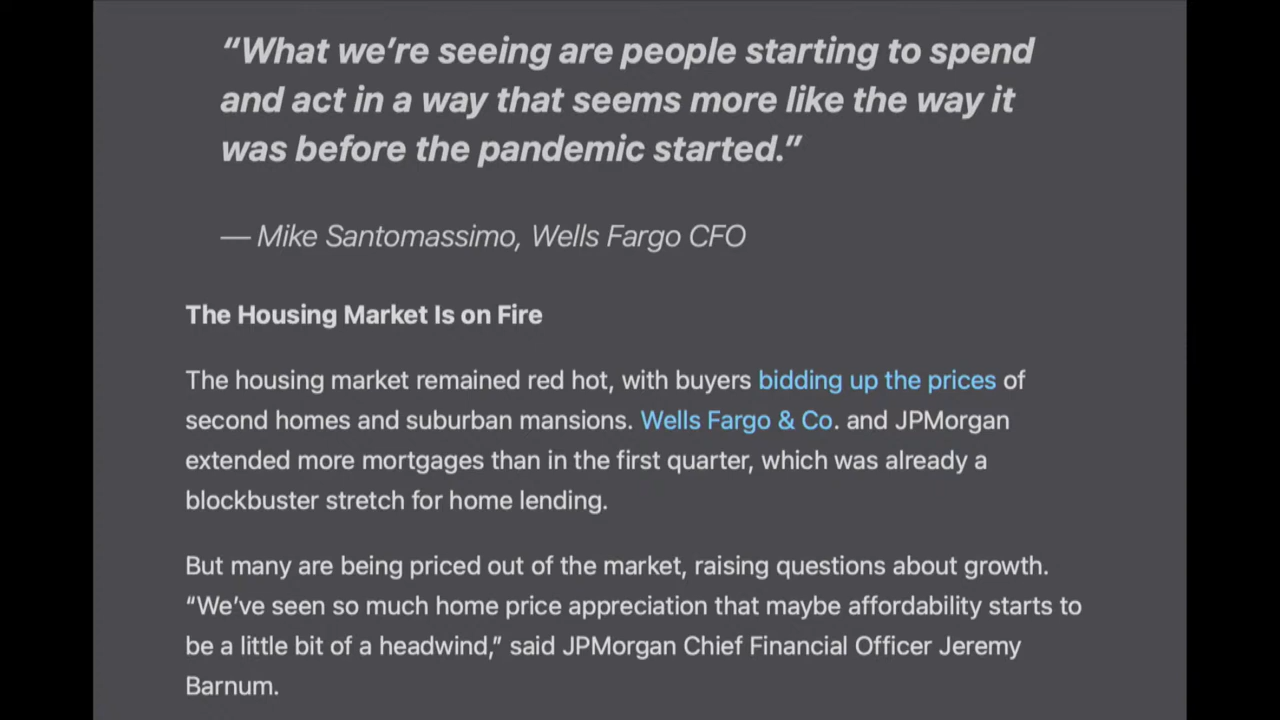 “What we’re seeing are people starting to spend
and act in a way that seems more like the way it
was before the pandemic started.”
— Mike Santomassimo, Wells Fargo CFO
The Housing Market Is on Fire
The housing market remained red hot, with buyers bidding up the prices of
second homes and suburban mansions. Wells Fargo & Co. and JPMorgan
extended more mortgages than in the first quarter, which was already a
blockbuster stretch for home lending.
But many are being priced out of the market, raising questions about growth.
“We’ve seen so much home price appreciation that maybe affordability starts to
be a little bit of a headwind,” said JPMorgan Chief Financial Officer Jeremy
Barnum.